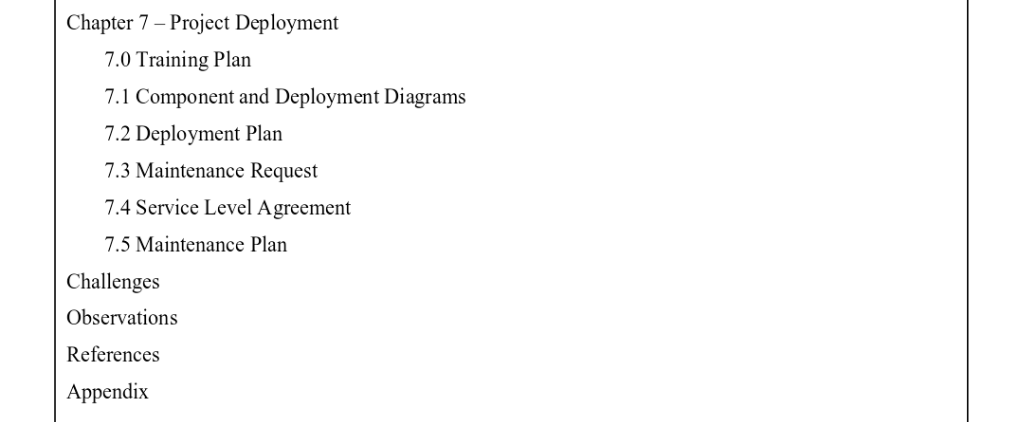 Chapter 7 – Project Deployment
7.0 Training Plan
7.1 Component and Deployment Diagrams
7.2 Deployment Plan
7.3 Maintenance Request
7.4 Service Level Agreement
7.5 Maintenance Plan
Challenges
Observations
References
Appendix